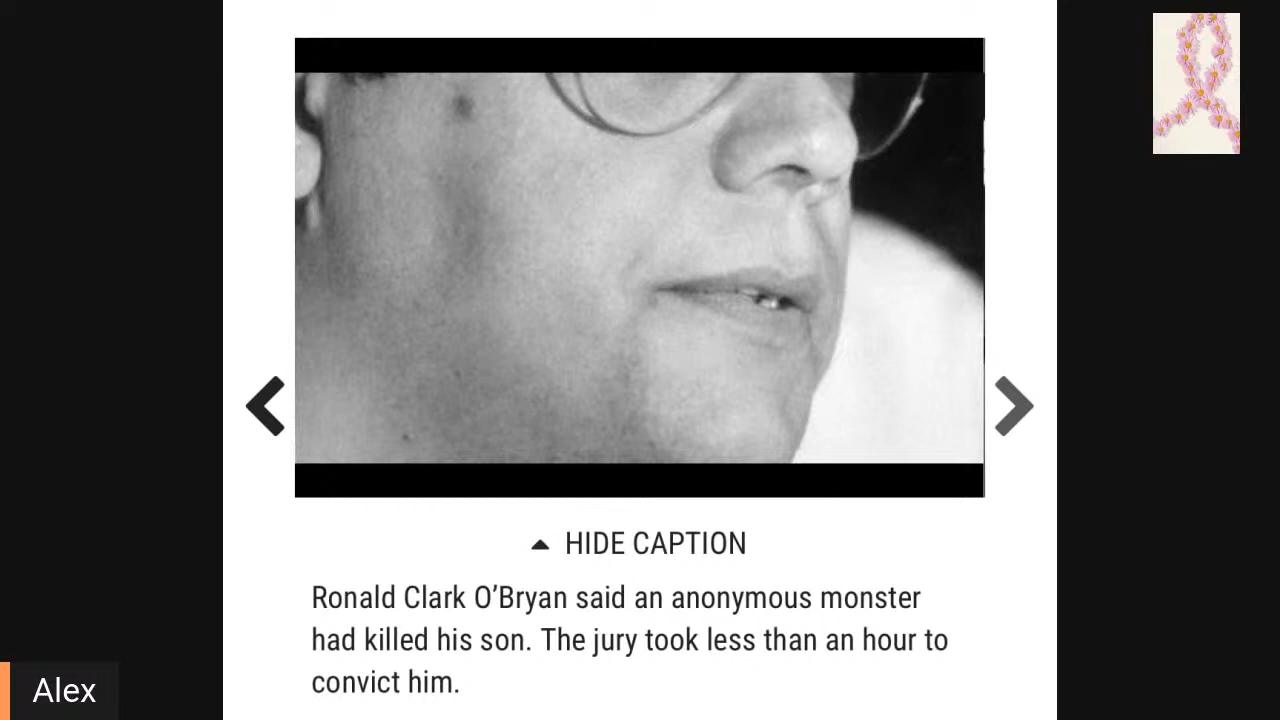 HIDE CAPTION
Ronald Clark O’Bryan said an anonymous monster
had killed his son. The jury took less than an hour to
convict him.
Alex